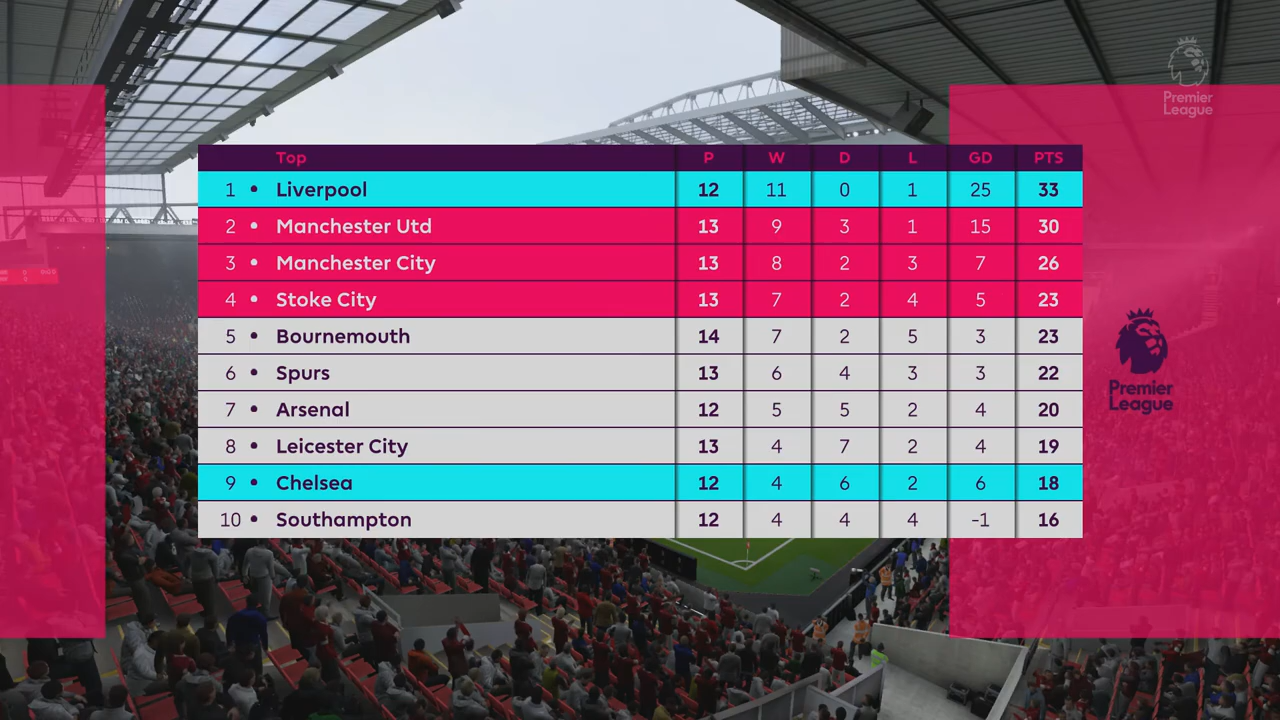 Premier
League
Top P W D L GD PTS
1 • Liverpool 12 11 0 1 25 33
2 • Manchester Utd 13 9 3 1 15 30
3 • Manchester City 13 8 2 3 7 26
4 • Stoke City 13 7 2 4 5 23
5 • Bournemouth 14 7 2 5 3 23
6 • Spurs 13 6 4 3 3 22
7 • Arsenal 12 5 5 2 4 20
8 • Leicester City 13 4 7 2 4 19
9 • Chelsea 12 4 6 2 6 18
10 • Southampton 12 4 4 4 -1 16
Premier
League